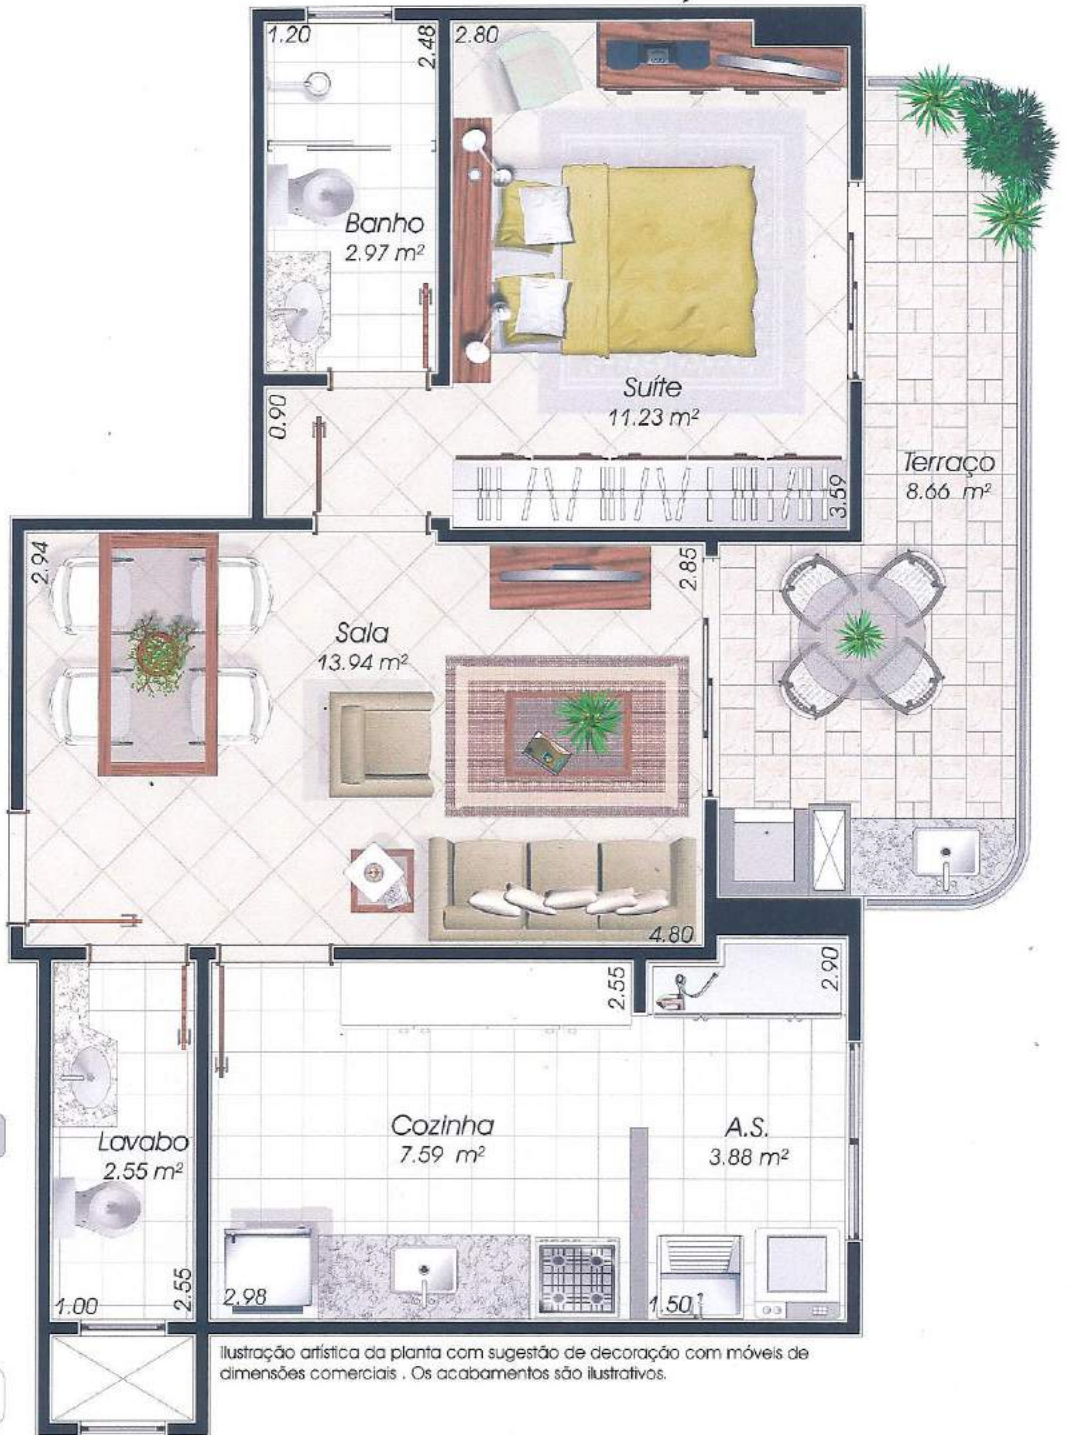 1.20
2.48
2.80
Banho
2.97 m²
Suíte
11.23 m²
0.90
3.59
Terraço
8.66 m²
2.94
2.85
Sala
13.94 m²
4.80
2.55
2.90
Cozinha
7.59 m²
A.S.
3.88 m²
Lavabo
2.55 m²
1.00
2.55
2.98
1.50
Ilustração artística da planta com sugestão de decoração com móveis de
dimensões comerciais . Os acabamentos são ilustrativos.